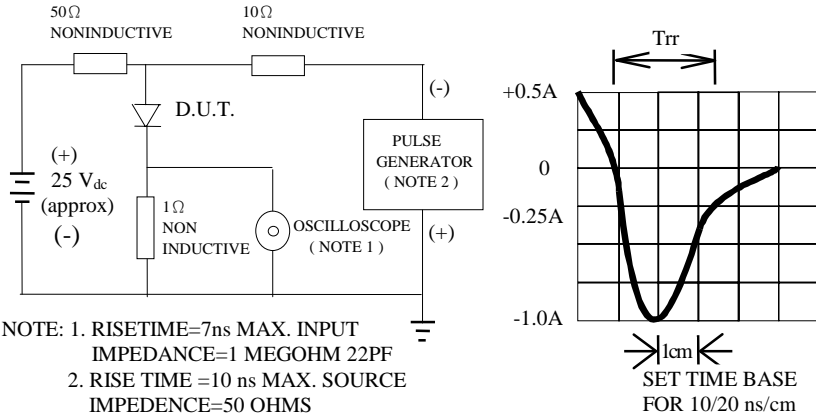 50Ω
NONINDUCTIVE
10Ω
NONINDUCTIVE
D.U.T.
(+)
25 Vdc
(approx)
(-)
1Ω
NON
INDUCTIVE
OSCILLOSCOPE
( NOTE 1 )
(-)
PULSE
GENERATOR
( NOTE 2 )
(+)
NOTE: 1. RISETIME=7ns MAX. INPUT
IMPEDANCE=1 MEGOHM 22PF
2. RISE TIME =10 ns MAX. SOURCE
IMPEDENCE=50 OHMS
Trr
+0.5A
0
-0.25A
-1.0A
1cm
SET TIME BASE
FOR 10/20 ns/cm